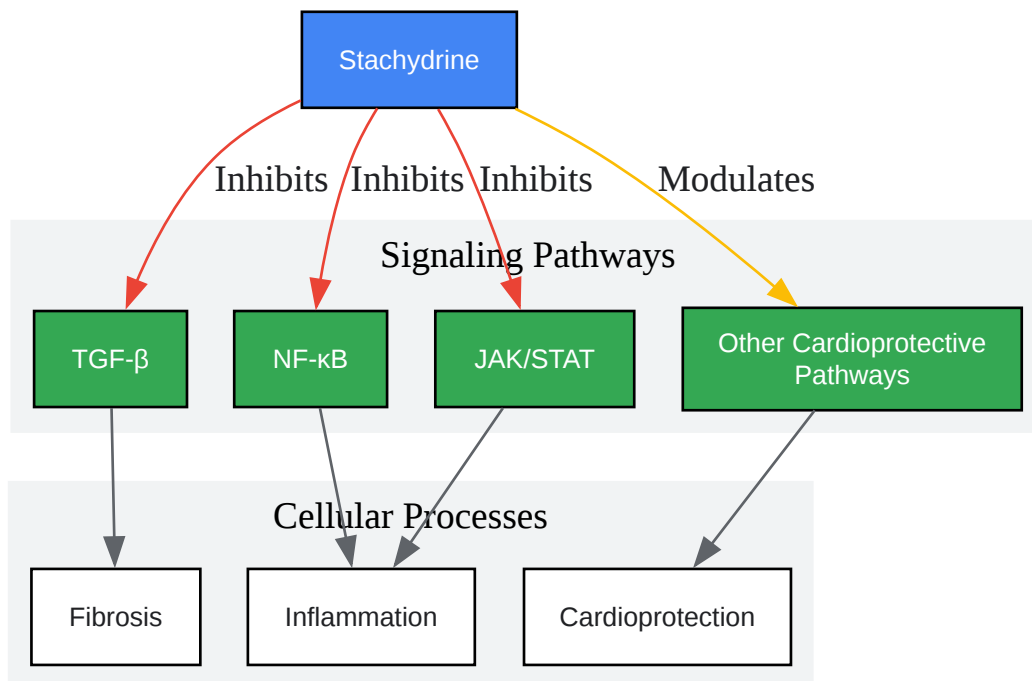 Stachydrine
Inhibits Inhibits Inhibits Modulates
Signaling Pathways
TGF-β NF-κB JAK/STAT
Other Cardioprotective
Pathways
Cellular Processes
Fibrosis Inflammation Cardioprotection